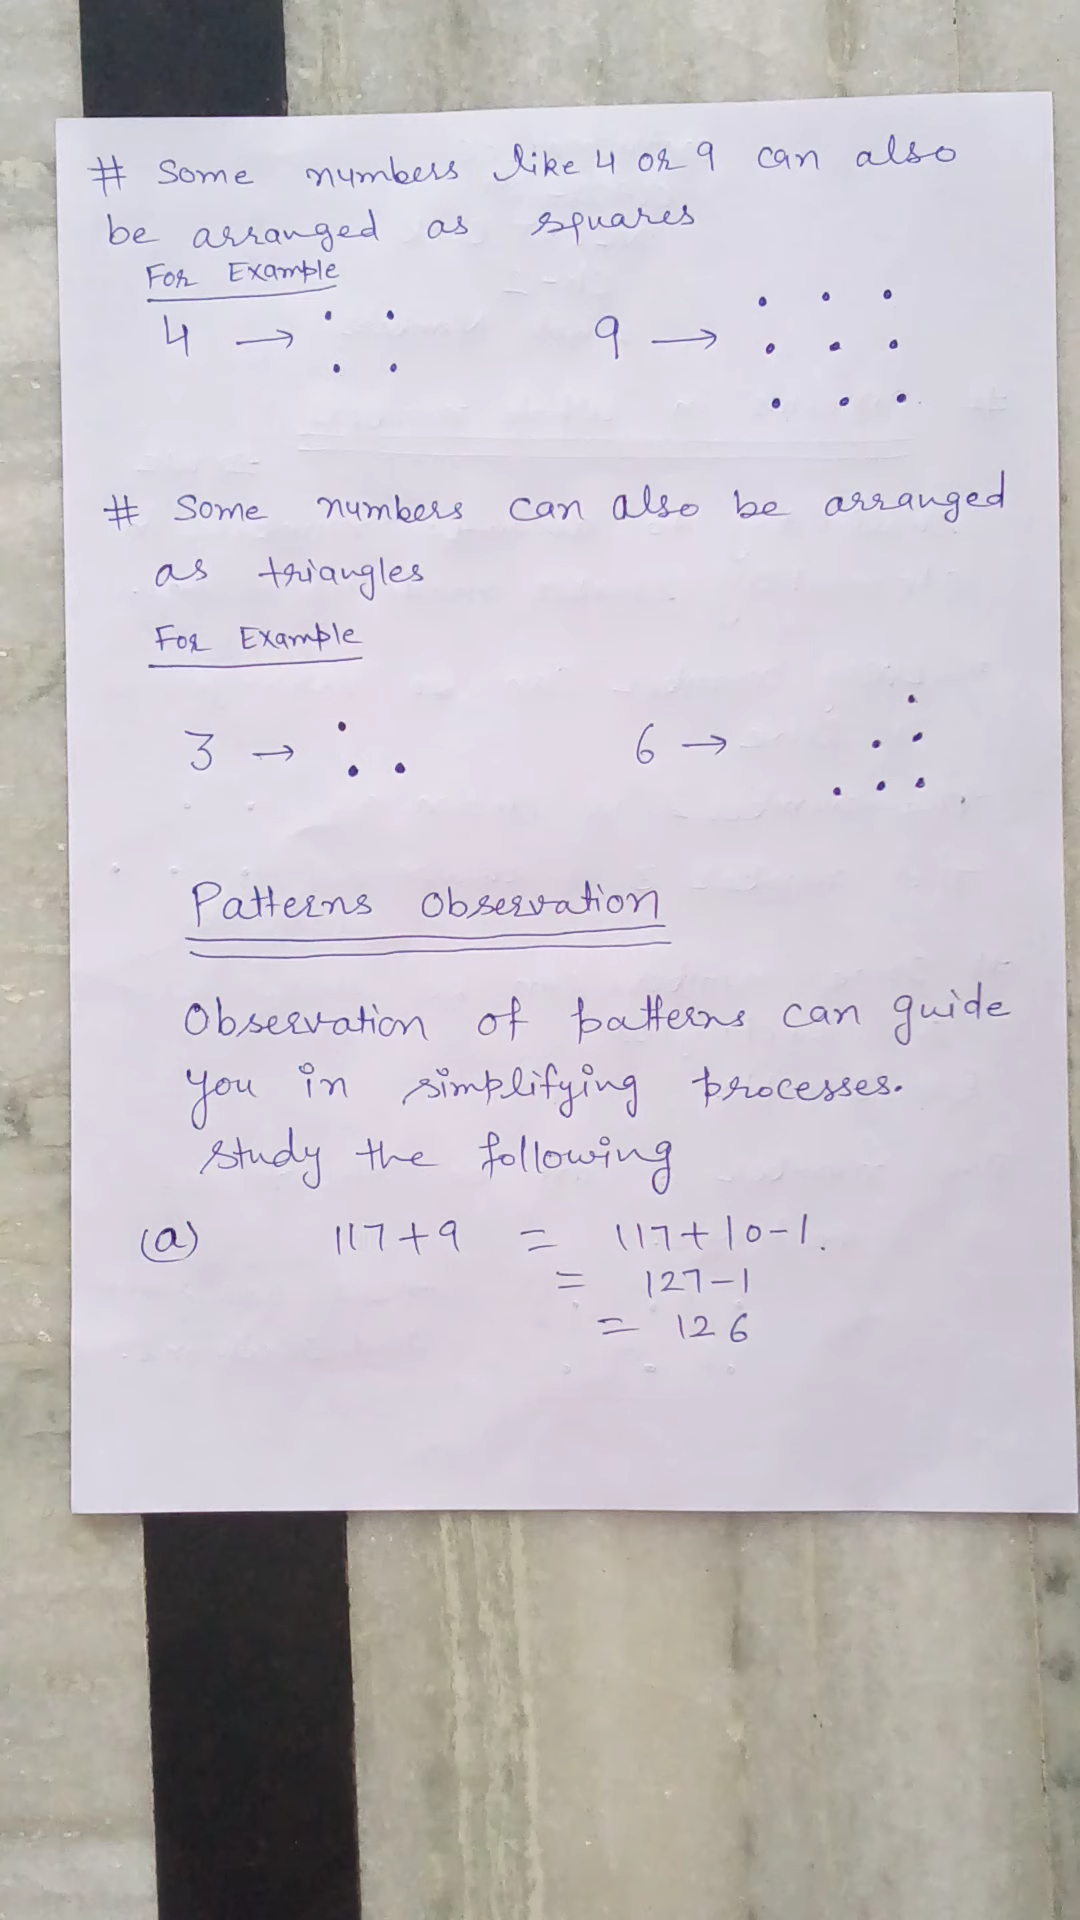 # Some numbers like 4 or 9 can also
be arranged as squares
For Example
4 → 9 →
# Some numbers can also be arranged
as triangles
For Example
3 → 6 →
Patterns Observation
Observation of patterns can guide
you in simplifying processes.
Study the following
(a) 117+9 = 117+10-1.
= 127-1
= 126